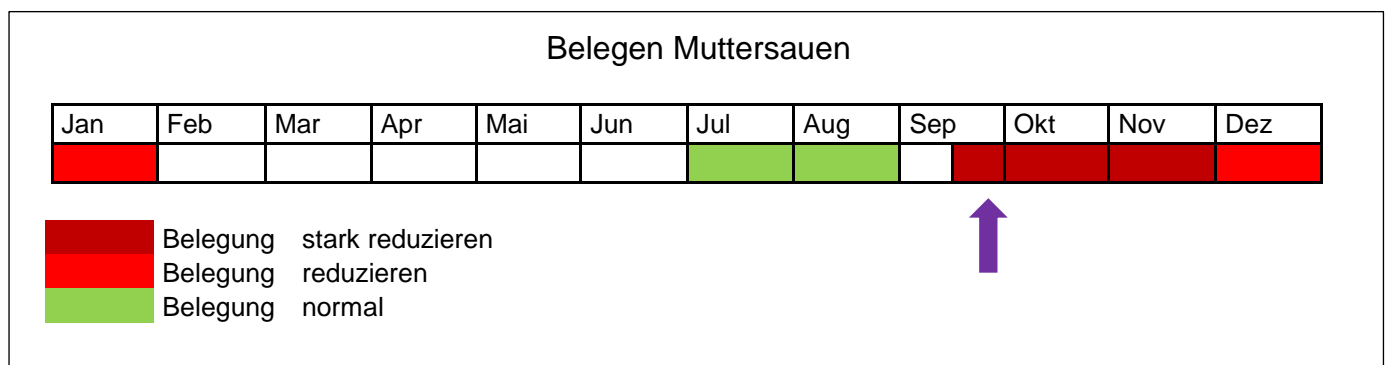 Belegen Muttersauen
Jan Feb Mar Apr Mai Jun Jul Aug Sep Okt Nov Dez
Belegung stark reduzieren
Belegung reduzieren
Belegung normal